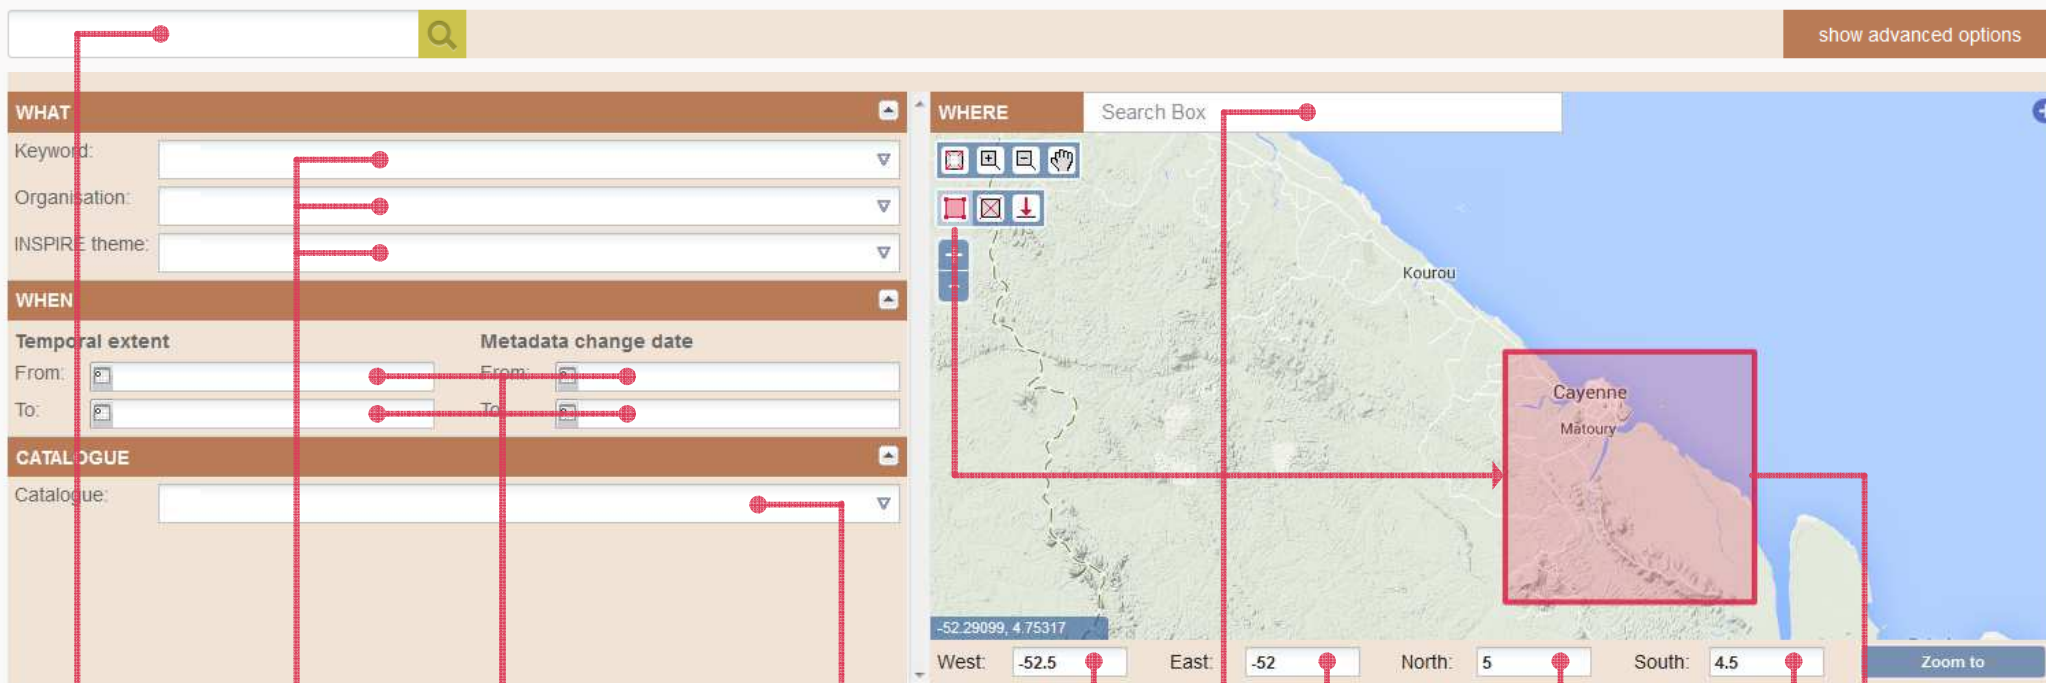 show advanced options
WHAT
Keyword:
Organisation:
INSPIRE theme:
WHEN
Temporal extent
Metadata change date
From:
From:
To:
To
CATALOGUE
Catalogue:
WHERE
Search Box
Kourou
Cayenne
Matoury
-52.29099, 4.75317
West: -52.5 East: -52 North: 5 South: 4.5 Zoom to